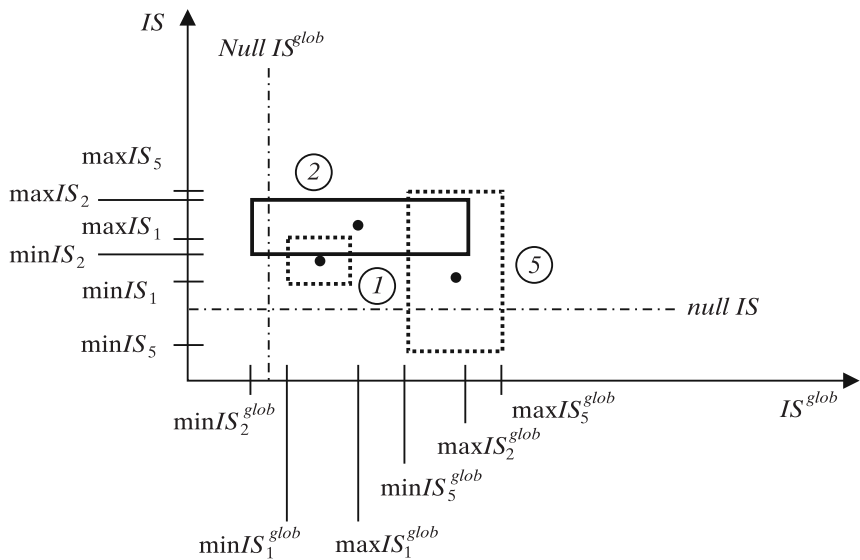 IS
Null IS^glob
maxIS_5
2
maxIS_2
maxIS_1
minIS_2
5
minIS_1
1
null IS
minIS_5
IS^glob
minIS_2^glob
maxIS_5^glob
maxIS_2^glob
minIS_5^glob
minIS_1^glob
maxIS_1^glob